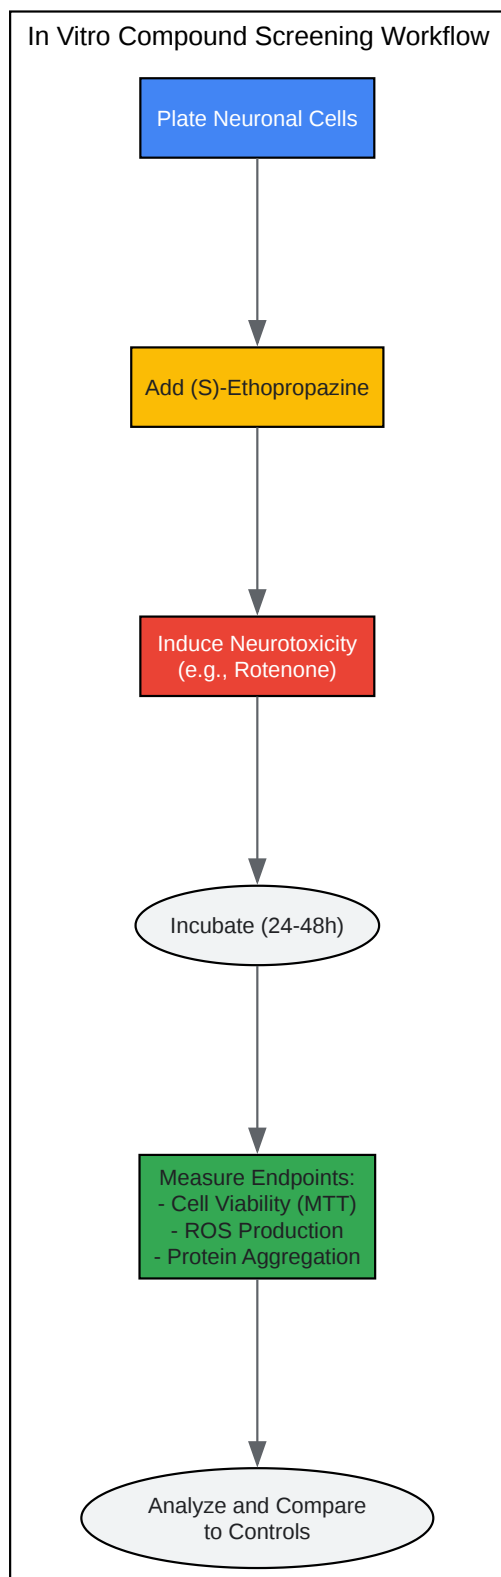 In Vitro Compound Screening Workflow
Plate Neuronal Cells
Add (S)-Ethopropazine
Induce Neurotoxicity
(e.g., Rotenone)
Incubate (24-48h)
Measure Endpoints:
- Cell Viability (MTT)
- ROS Production
- Protein Aggregation
Analyze and Compare
to Controls